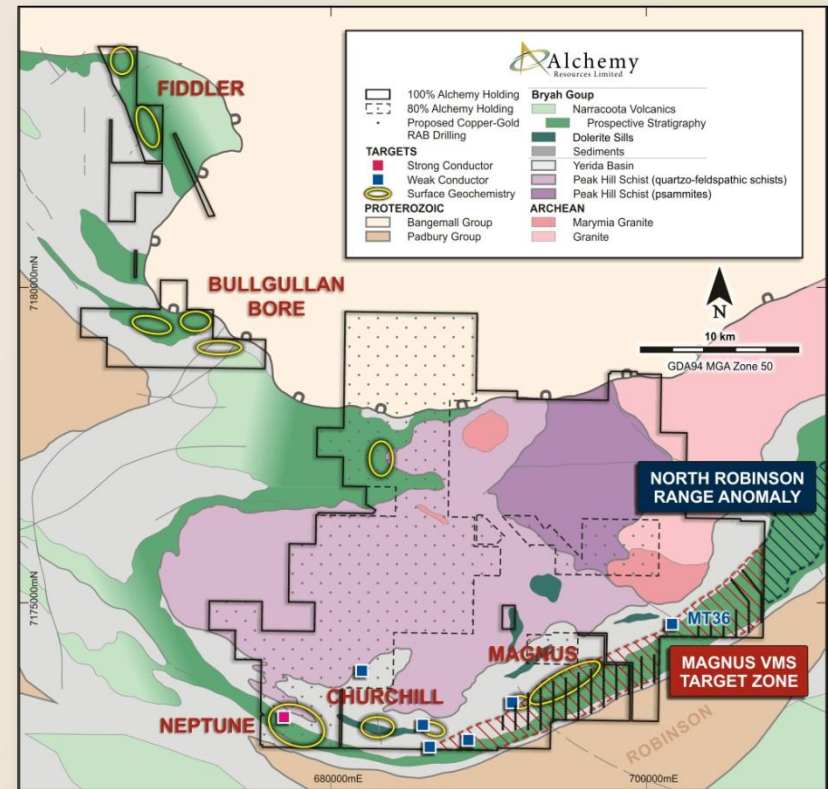 FIDDLER
Alchemy
Resources Limited
100% Alchemy Holding
80% Alchemy Holding
Proposed Copper-Gold
RAB Drilling
TARGETS
Strong Conductor
Weak Conductor
Surface Geochemistry
PROTEROZOIC
Bangemall Group
Padbury Group
Bryah Goup
Narracoota Volcanics
Prospective Stratigraphy
Dolerite Sills
Sediments
Yerida Basin
Peak Hill Schist (quartzo-feldspathic schists)
Peak Hill Schist (psammites)
ARCHEAN
Marymia Granite
Granite
7180000mN
BULLGULLAN
BORE
N
10 km
GDA94 MGA Zone 50
NORTH ROBINSON
RANGE ANOMALY
7175000mN
MT36
MAGNUS
MAGNUS VMS
TARGET ZONE
CHURCHILL
NEPTUNE
ROBINSON
680000mE
700000mE